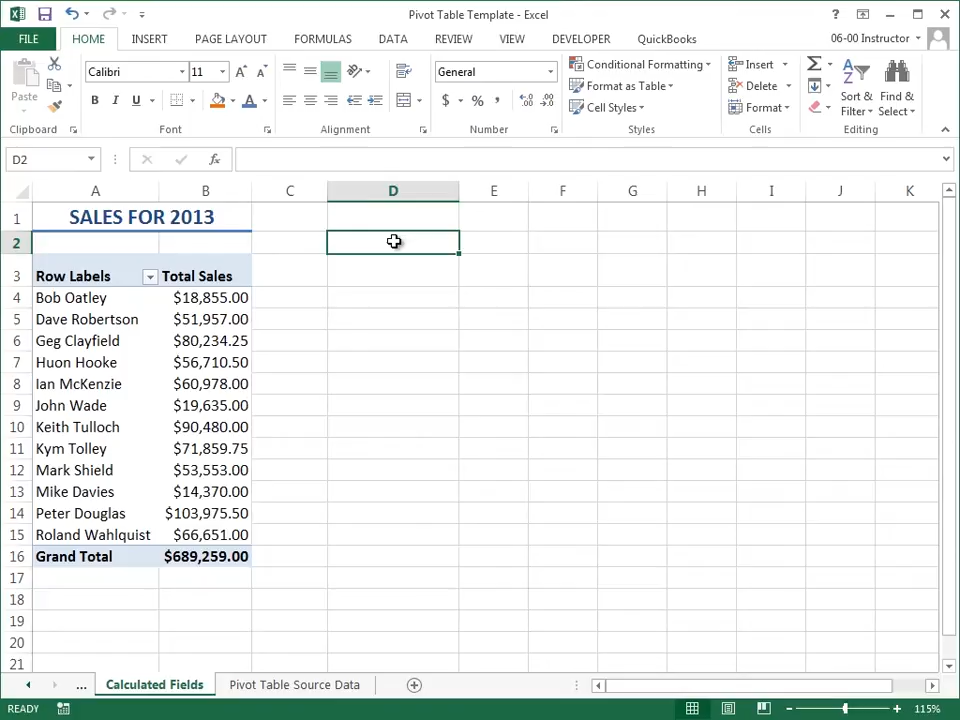 Pivot Table Template - Excel
FILE HOME INSERT PAGE LAYOUT FORMULAS DATA REVIEW VIEW DEVELOPER QuickBooks 06-00 Instructor
Calibri 11 General Conditional Formatting Insert
Paste B I U $ % , Format as Table Delete Sort & Find &
Cell Styles Format Filter Select
Clipboard Font Alignment Number Styles Cells Editing
D2 fx
A B C D E F G H I J K
1 SALES FOR 2013
2
3 Row Labels Total Sales
4 Bob Oatley $18,855.00
5 Dave Robertson $51,957.00
6 Geg Clayfield $80,234.25
7 Huon Hooke $56,710.50
8 Ian McKenzie $60,978.00
9 John Wade $19,635.00
10 Keith Tulloch $90,480.00
11 Kym Tolley $71,859.75
12 Mark Shield $53,553.00
13 Mike Davies $14,370.00
14 Peter Douglas $103,975.50
15 Roland Wahlquist $66,651.00
16 Grand Total $689,259.00
17
18
19
20
21
... Calculated Fields Pivot Table Source Data
READY 115%